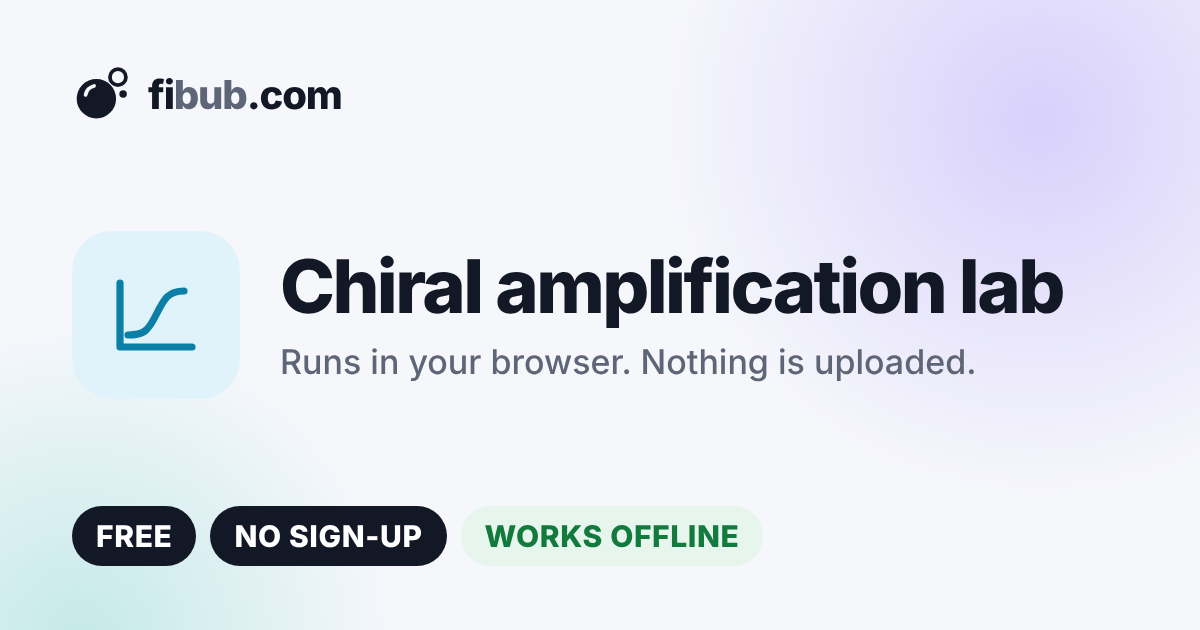 fibub.com
Chiral amplification lab
Runs in your browser. Nothing is uploaded.
FREE
NO SIGN-UP
WORKS OFFLINE